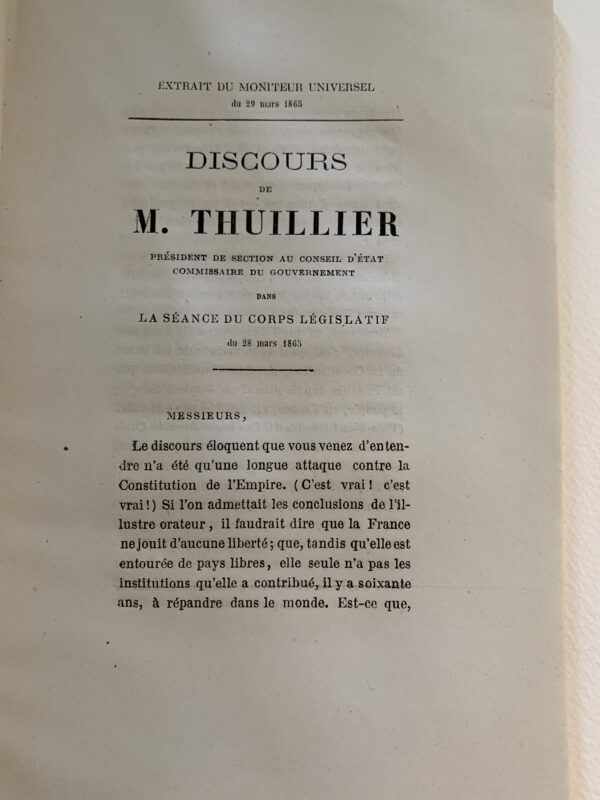 EXTRAIT DU MONITEUR UNIVERSEL
du 29 mars 1865
DISCOURS
DE
M. THUILLIER
PRÉSIDENT DE SECTION AU CONSEIL D'ÉTAT
COMMISSAIRE DU GOUVERNEMENT
DANS
LA SÉANCE DU CORPS LÉGISLATIF
du 28 mars 1865
MESSIEURS,
Le discours éloquent que vous venez d'enten-
dre n'a été qu'une longue attaque contre la
Constitution de l'Empire. (C'est vrai! c'est
vrai!) Si l'on admettait les conclusions de l'il-
lustre orateur, il faudrait dire que la France
ne jouit d'aucune liberté; que, tandis qu'elle est
entourée de pays libres, elle seule n'a pas les
institutions qu'elle a contribué, il y a soixante
ans, à répandre dans le monde. Est-ce que,